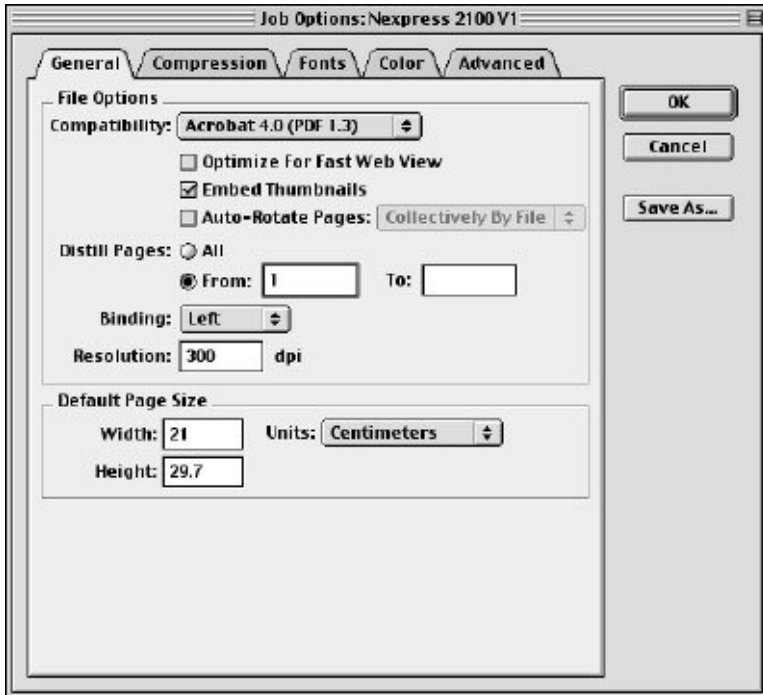 Job Options: Nexpress 2100 V1
General Compression Fonts Color Advanced
File Options
Compatibility: Acrobat 4.0 (PDF 1.3)
Optimize For Fast Web View
Embed Thumbnails
Auto-Rotate Pages: Collectively By File
Distill Pages: All
From: 1 To:
Binding: Left
Resolution: 300 dpi
Default Page Size
Width: 21 Units: Centimeters
Height: 29.7
OK
Cancel
Save As...